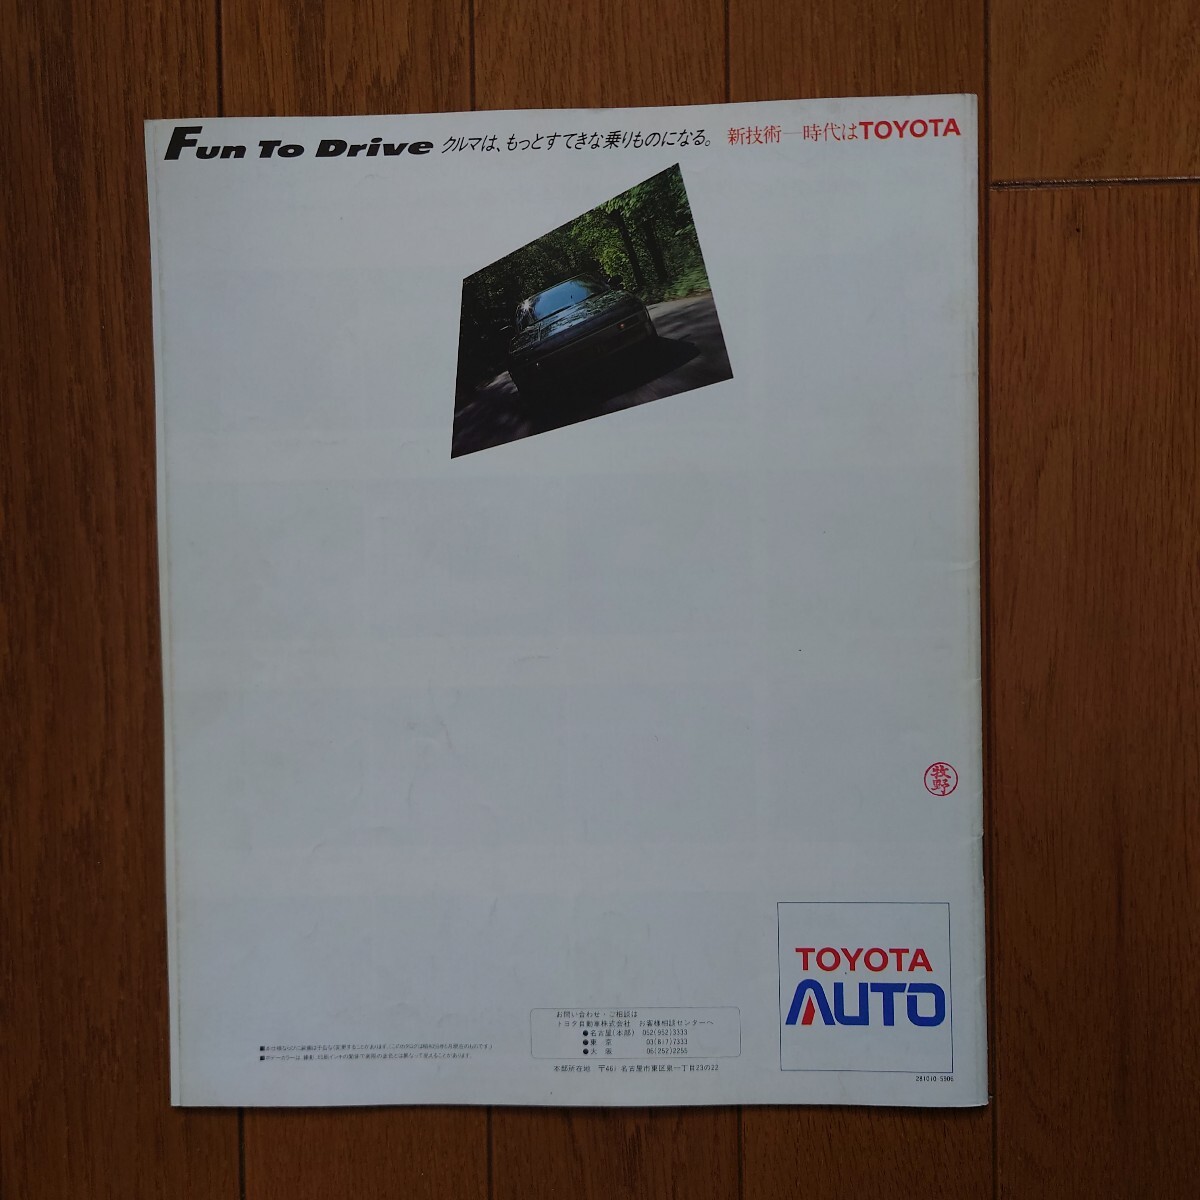 Fun To Drive クルマは、もっとすてきな乗りものになる。 新技術―時代はTOYOTA
牧野
TOYOTA
AUTO
お問い合わせ・ご相談は
トヨタ自動車株式会社 お客様相談センターへ
●名古屋(本部) 052(952)3333
●東 京 03(817)7333
●大 阪 06(252)2255
本部所在地 〒461 名古屋市東区泉一丁目23の22
281010-5906